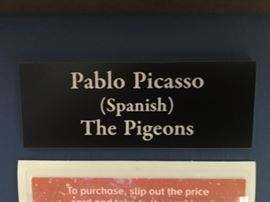 Pablo Picasso
(Spanish)
The Pigeons
To purchase, slip out the price